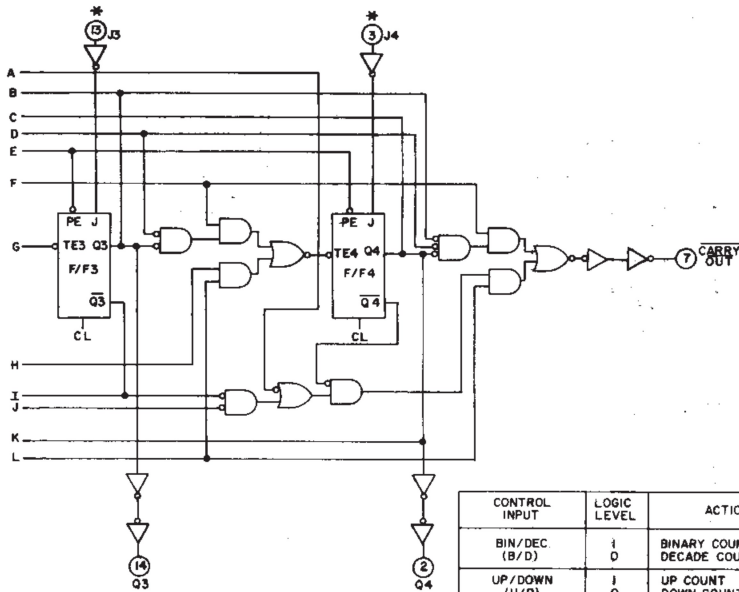 *
*
13 J3
3 J4
A
B
C
D
E
F
PE J
PE J
G
TE3 Q3
TE4 Q4
7 CARRY OUT
F/F3
F/F4
Q3
Q4
CL
CL
H
I
J
K
L
14
2
Q3
Q4
CONTROL INPUT
LOGIC LEVEL
BIN/DEC. (B/D)
1
0
BINARY COU
DECADE COU
UP/DOWN
1
UP COUNT